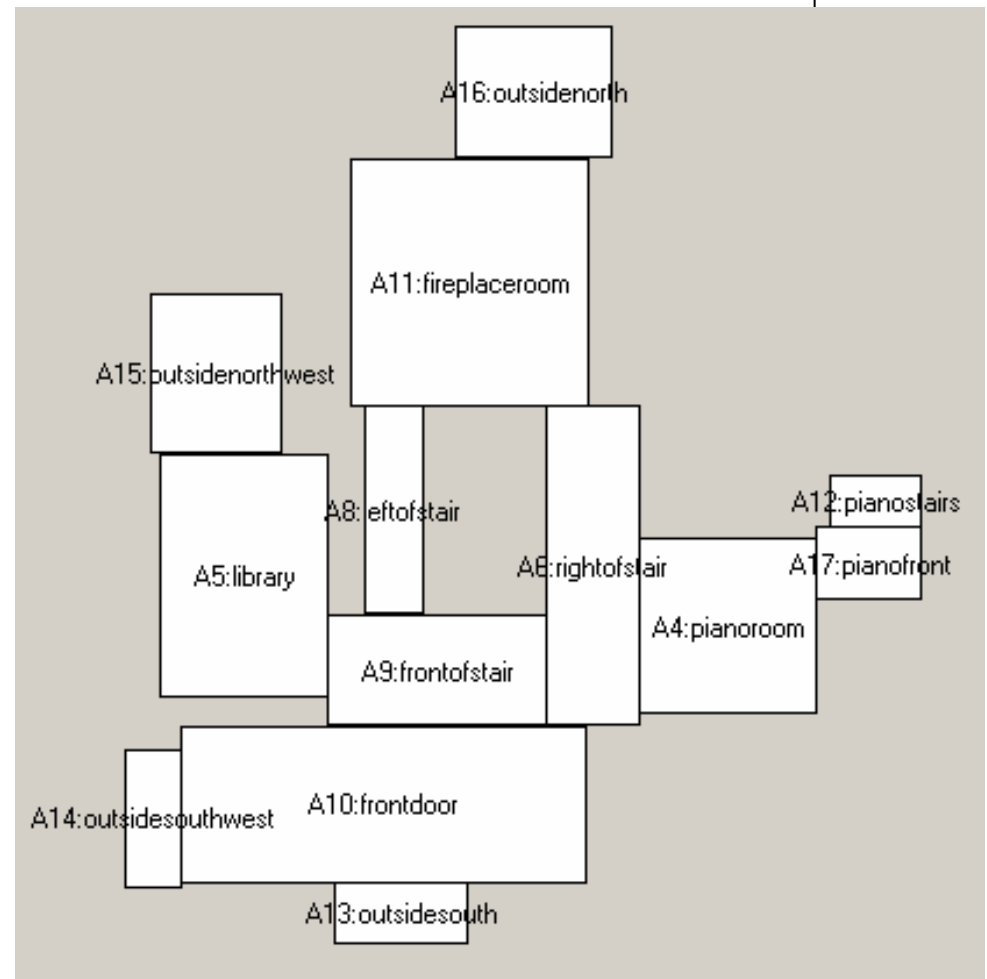 A16:outsidenorth
A11:fireplaceroom
A15:outsidenorthwest
A12:pianostairs
A8:leftofstair
A17:pianofront
A6:rightofstair
A5:library
A4:pianoroom
A9:frontofstair
A10:frontdoor
A14:outsidesouthwest
A13:outsidesouth